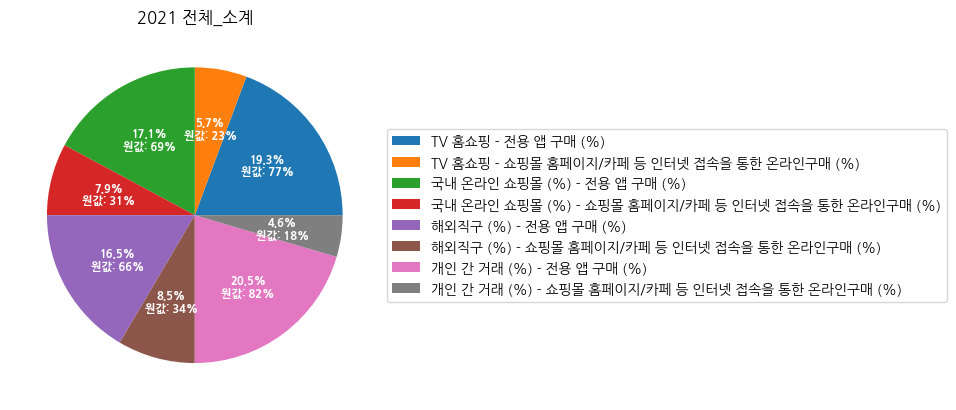 2021 전체_소계
5.7%
원값: 23%
17.1%
원값: 69%
19.3%
원값: 77%
7.9%
원값: 31%
4.6%
원값: 18%
16.5%
원값: 66%
20.5%
원값: 82%
8.5%
원값: 34%
TV 홈쇼핑 - 전용 앱 구매 (%)
TV 홈쇼핑 - 쇼핑몰 홈페이지/카페 등 인터넷 접속을 통한 온라인구매 (%)
국내 온라인 쇼핑몰 (%) - 전용 앱 구매 (%)
국내 온라인 쇼핑몰 (%) - 쇼핑몰 홈페이지/카페 등 인터넷 접속을 통한 온라인구매 (%)
해외직구 (%) - 전용 앱 구매 (%)
해외직구 (%) - 쇼핑몰 홈페이지/카페 등 인터넷 접속을 통한 온라인구매 (%)
개인 간 거래 (%) - 전용 앱 구매 (%)
개인 간 거래 (%) - 쇼핑몰 홈페이지/카페 등 인터넷 접속을 통한 온라인구매 (%)